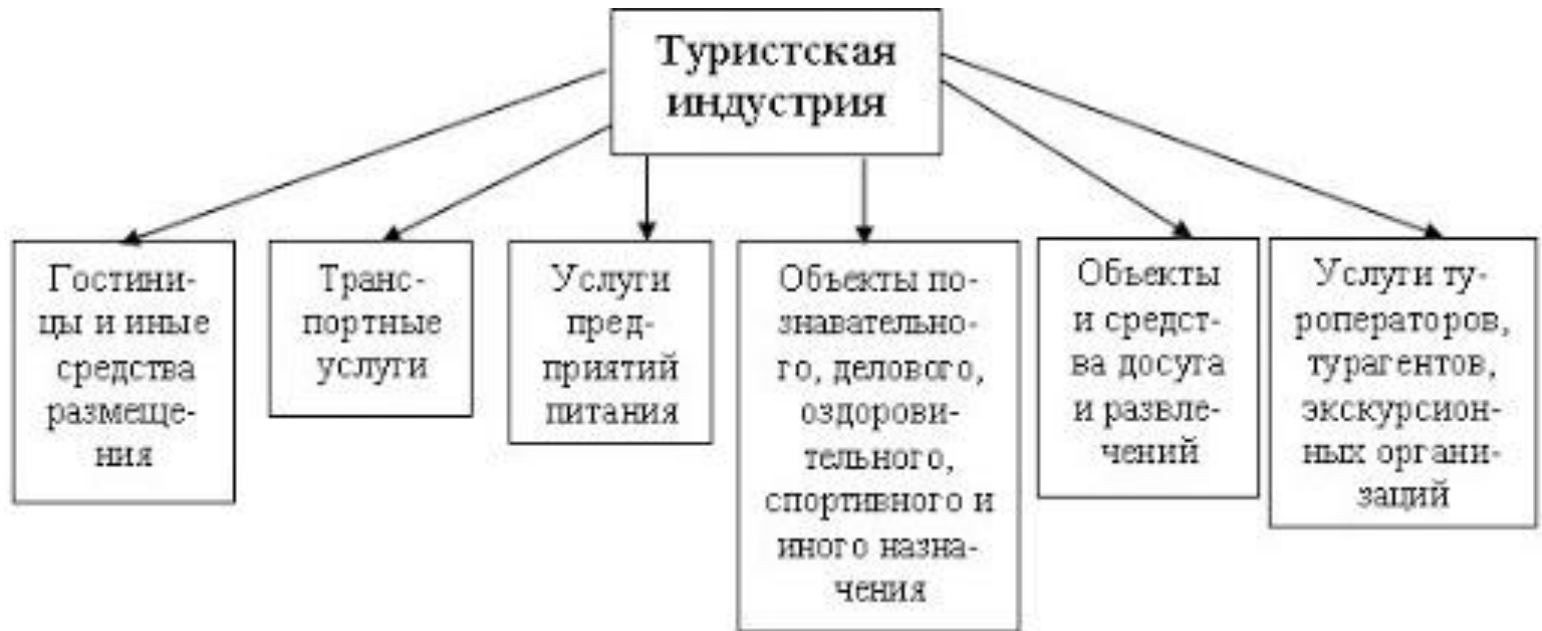 Туристская
индустрия
Гостини-
цы и иные
средства
размеще-
ния
Транс-
портные
услуги
Услуги
пред-
приятий
питания
Объекты по-
знавательно-
го, делового,
оздорови-
тельного,
спортивного и
иного назна-
чения
Объекты
и средст-
ва досуга
и развле-
чений
Услуги ту-
роператоров,
турагентов,
экскурсион-
ных органи-
заций